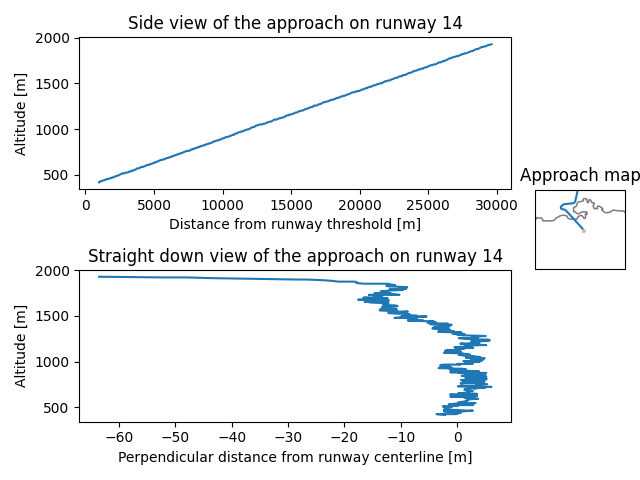 Side view of the approach on runway 14
2000
1500
1000
500
Altitude [m]
0 5000 10000 15000 20000 25000 30000
Distance from runway threshold [m]
Approach map
Straight down view of the approach on runway 14
2000
1500
1000
500
Altitude [m]
−60 −50 −40 −30 −20 −10 0
Perpendicular distance from runway centerline [m]